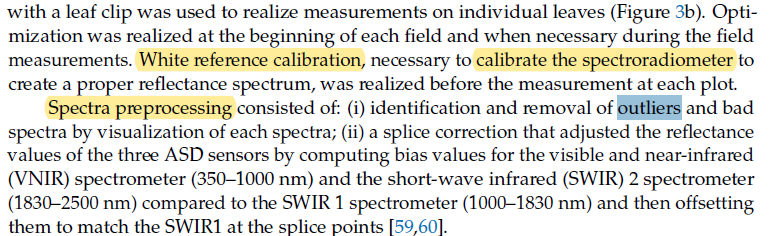 with a leaf clip was used to realize measurements on individual leaves (Figure 3b). Opti-
mization was realized at the beginning of each field and when necessary during the field
measurements. White reference calibration, necessary to calibrate the spectroradiometer to
create a proper reflectance spectrum, was realized before the measurement at each plot.
Spectra preprocessing consisted of: (i) identification and removal of outliers and bad
spectra by visualization of each spectra; (ii) a splice correction that adjusted the reflectance
values of the three ASD sensors by computing bias values for the visible and near-infrared
(VNIR) spectrometer (350–1000 nm) and the short-wave infrared (SWIR) 2 spectrometer
(1830–2500 nm) compared to the SWIR 1 spectrometer (1000–1830 nm) and then offsetting
them to match the SWIR1 at the splice points [59,60].